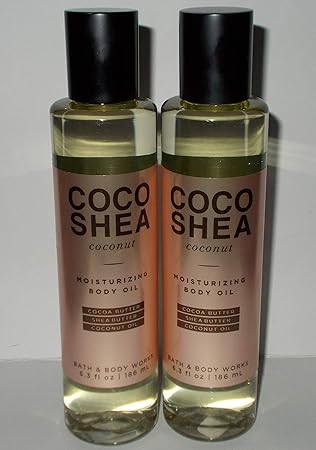 COCO
SHEA
coconut
MOISTURIZING
BODY OIL
COCOA BUTTER
SHEA BUTTER
COCONUT OIL
BATH & BODY WORKS
6.3 fl oz | 186 mL
COCO
SHEA
coconut
MOISTURIZING
BODY OIL
COCOA BUTTER
SHEA BUTTER
COCONUT OIL
BATH & BODY WORKS
6.3 fl oz | 186 mL